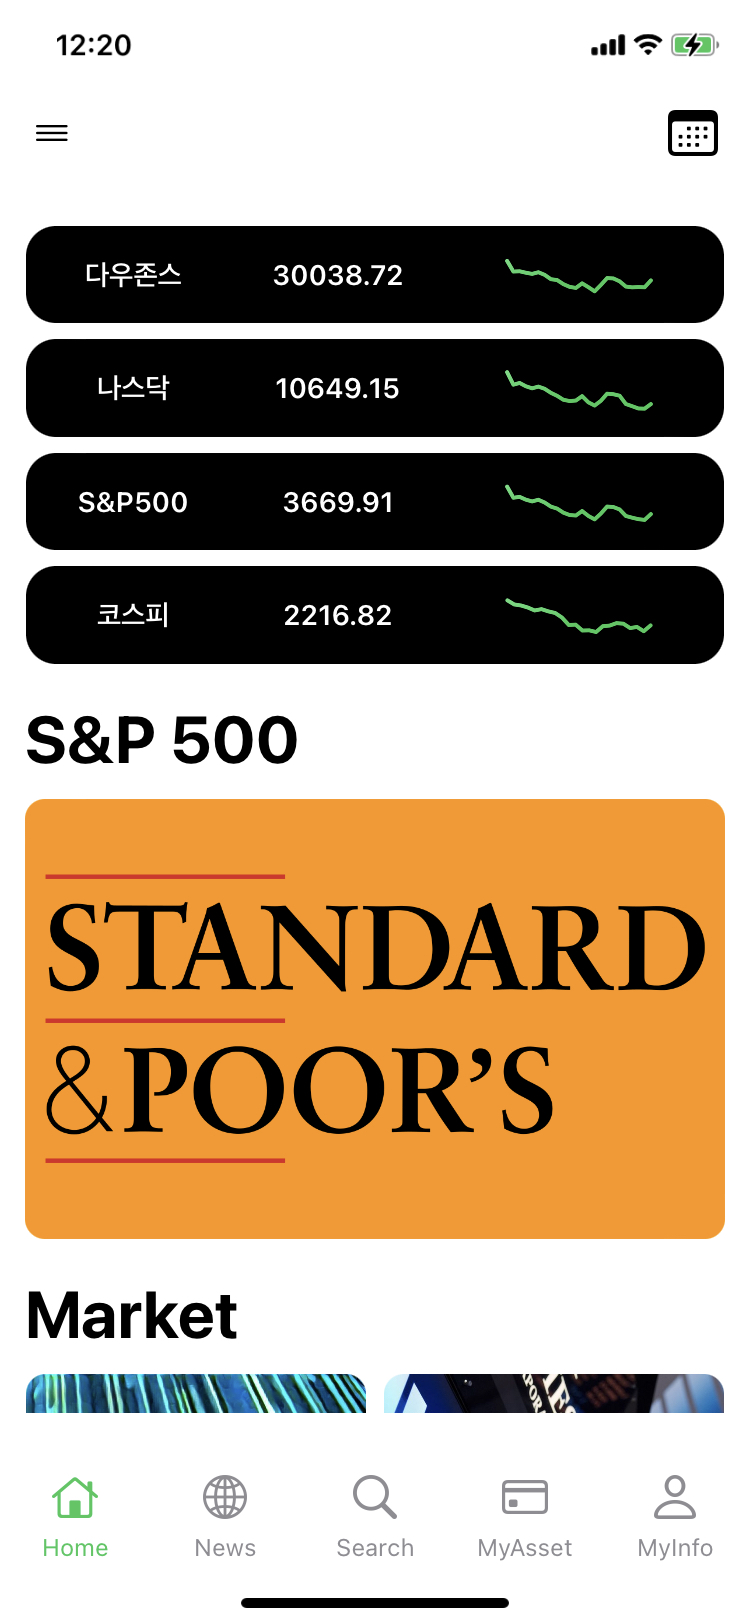 12:20
다우존스 30038.72
나스닥 10649.15
S&P500 3669.91
코스피 2216.82
S&P 500
STANDARD
&POOR'S
Market
Home News Search MyAsset MyInfo